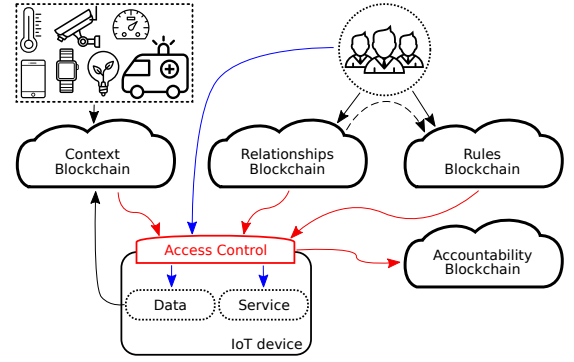 Context
Blockchain
Relationships
Blockchain
Rules
Blockchain
Access Control
Accountability
Blockchain
Data
Service
IoT device